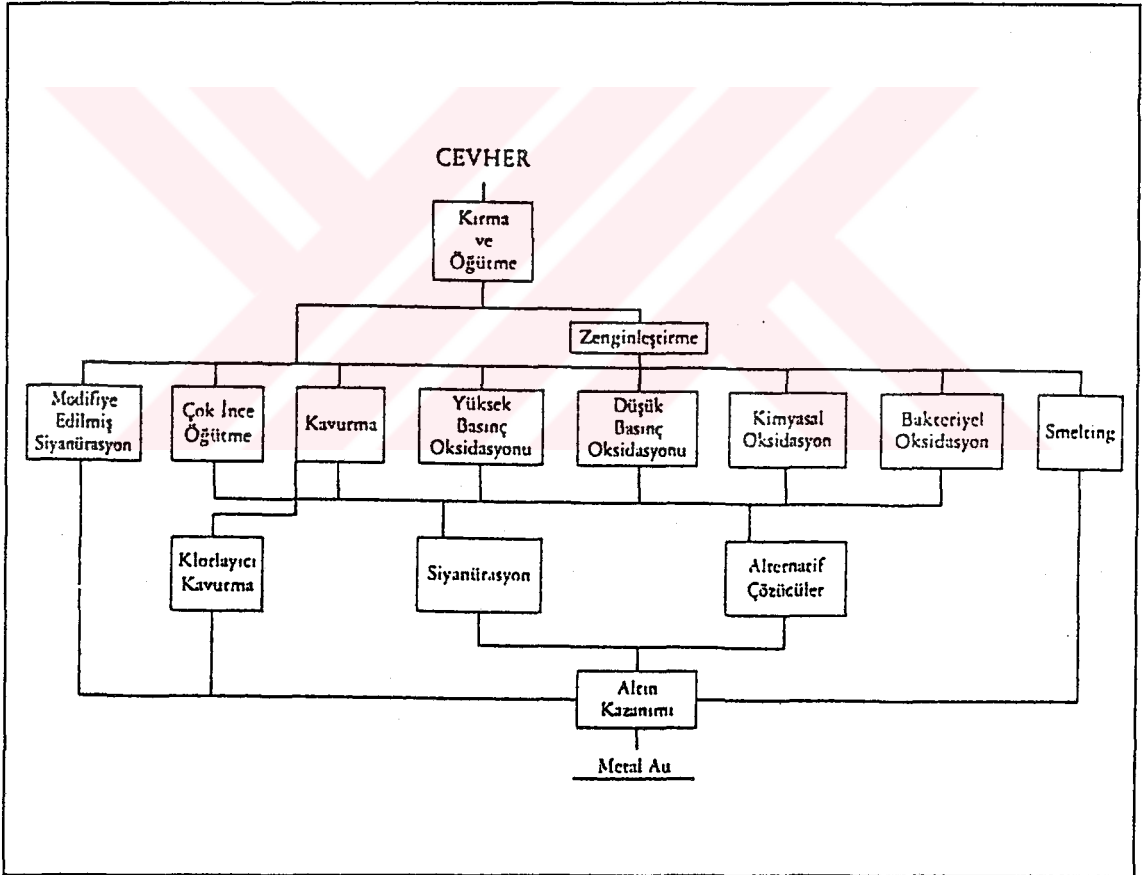 CEVHER
Kırma
ve
Öğütme
Zenginleştirme
Modifiye
Edilmiş
Siyanürasyon
Çok İnce
Öğütme
Kavurma
Yüksek
Basınç
Oksidasyonu
Düşük
Basınç
Oksidasyonu
Kimyasal
Oksidasyon
Bakteriyel
Oksidasyon
Smelting
Klorlayıcı
Kavurma
Siyanürasyon
Alternatif
Çözücüler
Altın
Kazanımı
Metal Au